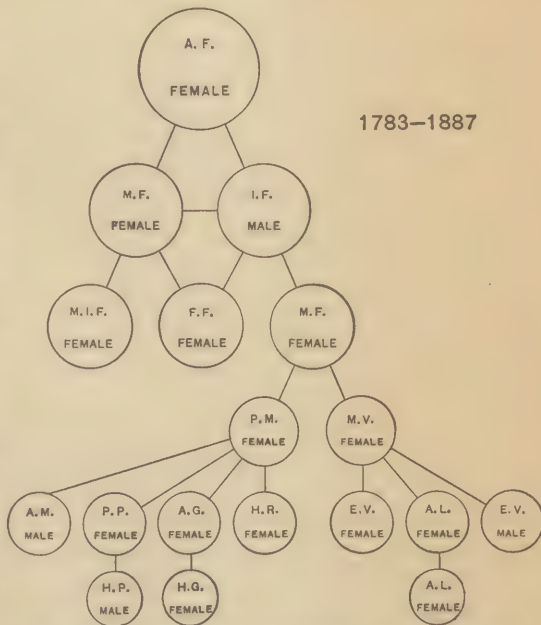 A. F.
FEMALE
1783–1887
M.F. I.F.
FEMALE MALE
M.I.F. F.F. M.F.
FEMALE FEMALE FEMALE
P.M. M.V.
FEMALE FEMALE
A.M. P.P. A.G. H.R. E.V. A.L. E.V.
MALE FEMALE FEMALE FEMALE FEMALE FEMALE MALE
H.P. H.G. A.L.
MALE FEMALE FEMALE